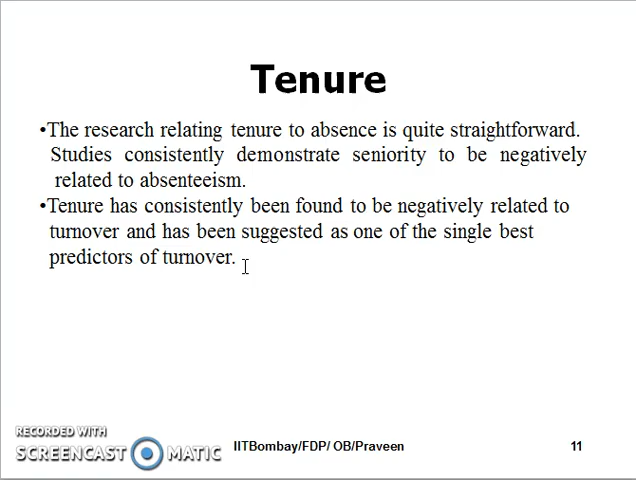 Tenure
•The research relating tenure to absence is quite straightforward.
Studies consistently demonstrate seniority to be negatively
related to absenteeism.
•Tenure has consistently been found to be negatively related to
turnover and has been suggested as one of the single best
predictors of turnover.
RECORDED WITH
SCREENCAST MATIC
IITBombay/FDP/ OB/Praveen
11